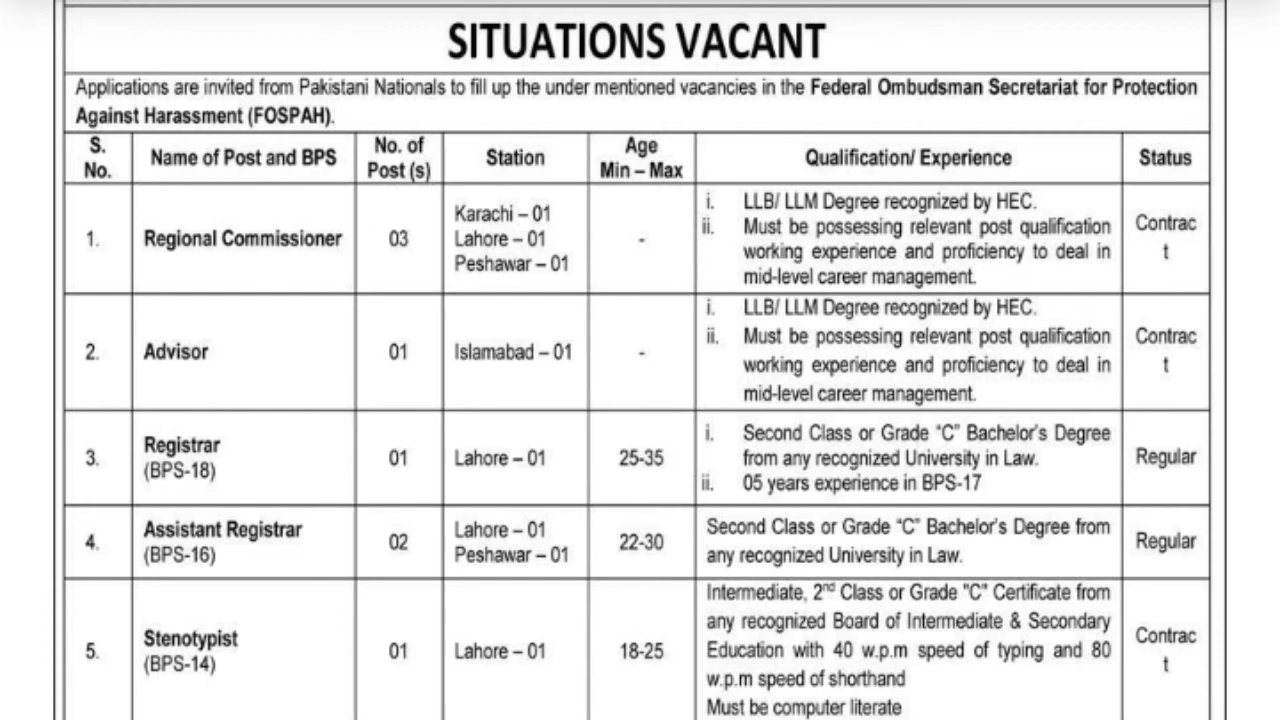 SITUATIONS VACANT
Applications are invited from Pakistani Nationals to fill up the under mentioned vacancies in the Federal Ombudsman Secretariat for Protection
Against Harassment (FOSPAH).
S. No. Name of Post and BPS No. of Post (s) Station Age Min – Max Qualification/ Experience Status
1. Regional Commissioner 03
Karachi – 01
Lahore – 01
Peshawar – 01
-
i. LLB/ LLM Degree recognized by HEC.
ii. Must be possessing relevant post qualification
working experience and proficiency to deal in
mid-level career management.
Contrac
t
2. Advisor 01 Islamabad – 01 -
i. LLB/ LLM Degree recognized by HEC.
ii. Must be possessing relevant post qualification
working experience and proficiency to deal in
mid-level career management.
Contrac
t
3. Registrar
(BPS-18)
01 Lahore – 01 25-35
i. Second Class or Grade “C” Bachelor's Degree
from any recognized University in Law.
ii. 05 years experience in BPS-17
Regular
4. Assistant Registrar
(BPS-16)
02
Lahore – 01
Peshawar – 01
22-30
Second Class or Grade “C” Bachelor's Degree from
any recognized University in Law.
Regular
5. Stenotypist
(BPS-14)
01 Lahore – 01 18-25
Intermediate, 2nd Class or Grade "C" Certificate from
any recognized Board of Intermediate & Secondary
Education with 40 w.p.m speed of typing and 80
w.p.m speed of shorthand
Must be computer literate
Contrac
t